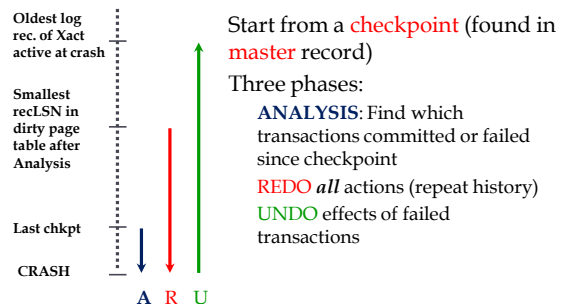 Oldest log
rec. of Xact
active at crash
Smallest
recLSN in
dirty page
table after
Analysis
Last chkpt
CRASH
A R U
Start from a checkpoint (found in
master record)
Three phases:
ANALYSIS: Find which
transactions committed or failed
since checkpoint
REDO all actions (repeat history)
UNDO effects of failed
transactions